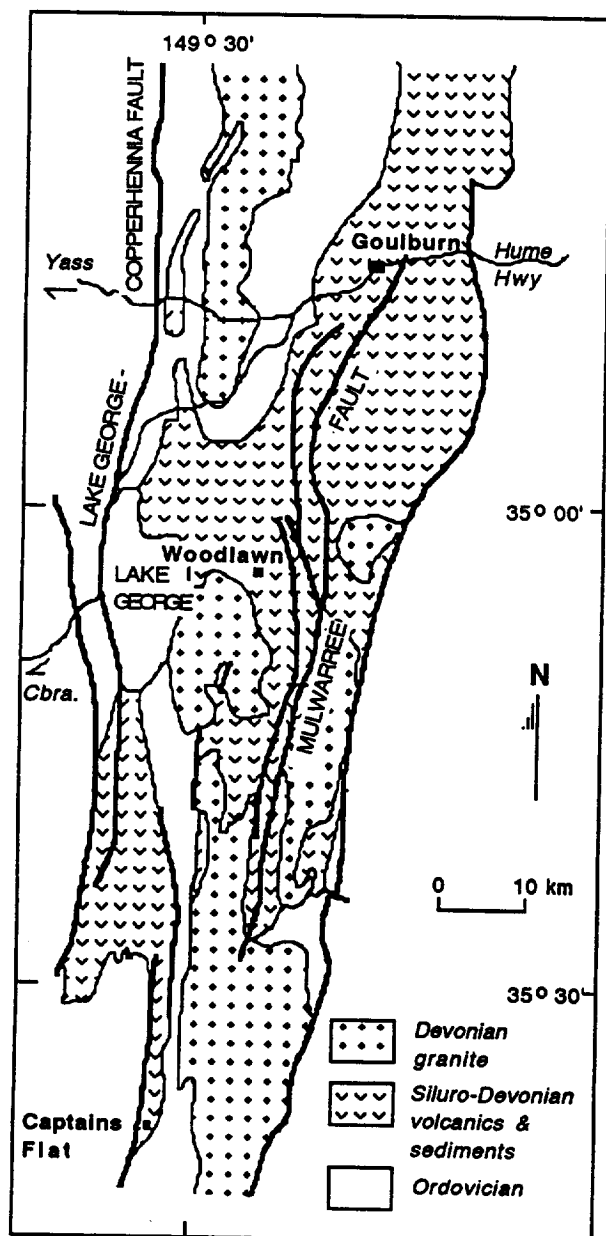 149° 30'
COPPERHENNIA FAULT
LAKE GEORGE -
Yass
Goulburn
Hume
Hwy
FAULT
MULWARREE
35° 00'
Woodlawn
LAKE
GEORGE
Cbra.
N
0 10 km
35° 30'
Captains
Flat
Devonian
granite
Siluro-Devonian
volcanics &
sediments
Ordovician